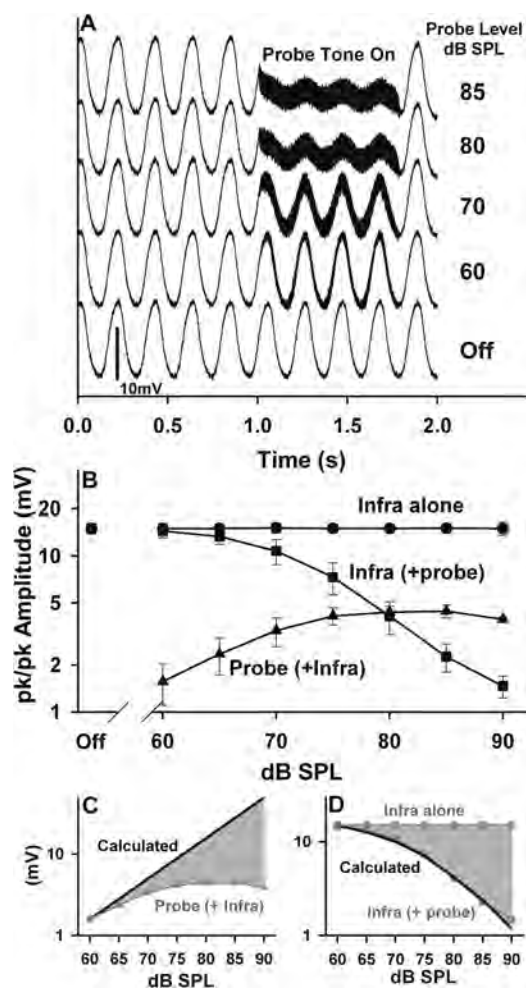 A
Probe Level
dB SPL
Probe Tone On
85
80
70
60
Off
10mV
0.0 0.5 1.0 1.5 2.0
Time (s)
B
pk/pk Amplitude (mV)
20
10
5
2
1
Infra alone
Infra (+probe)
Probe (+Infra)
Off 60 70 80 90
dB SPL
C
(mV)
10
1
Calculated
Probe (+ Infra)
60 65 70 75 80 85 90
dB SPL
D
10
1
Infra alone
Calculated
Infra (+ probe)
60 65 70 75 80 85 90
dB SPL